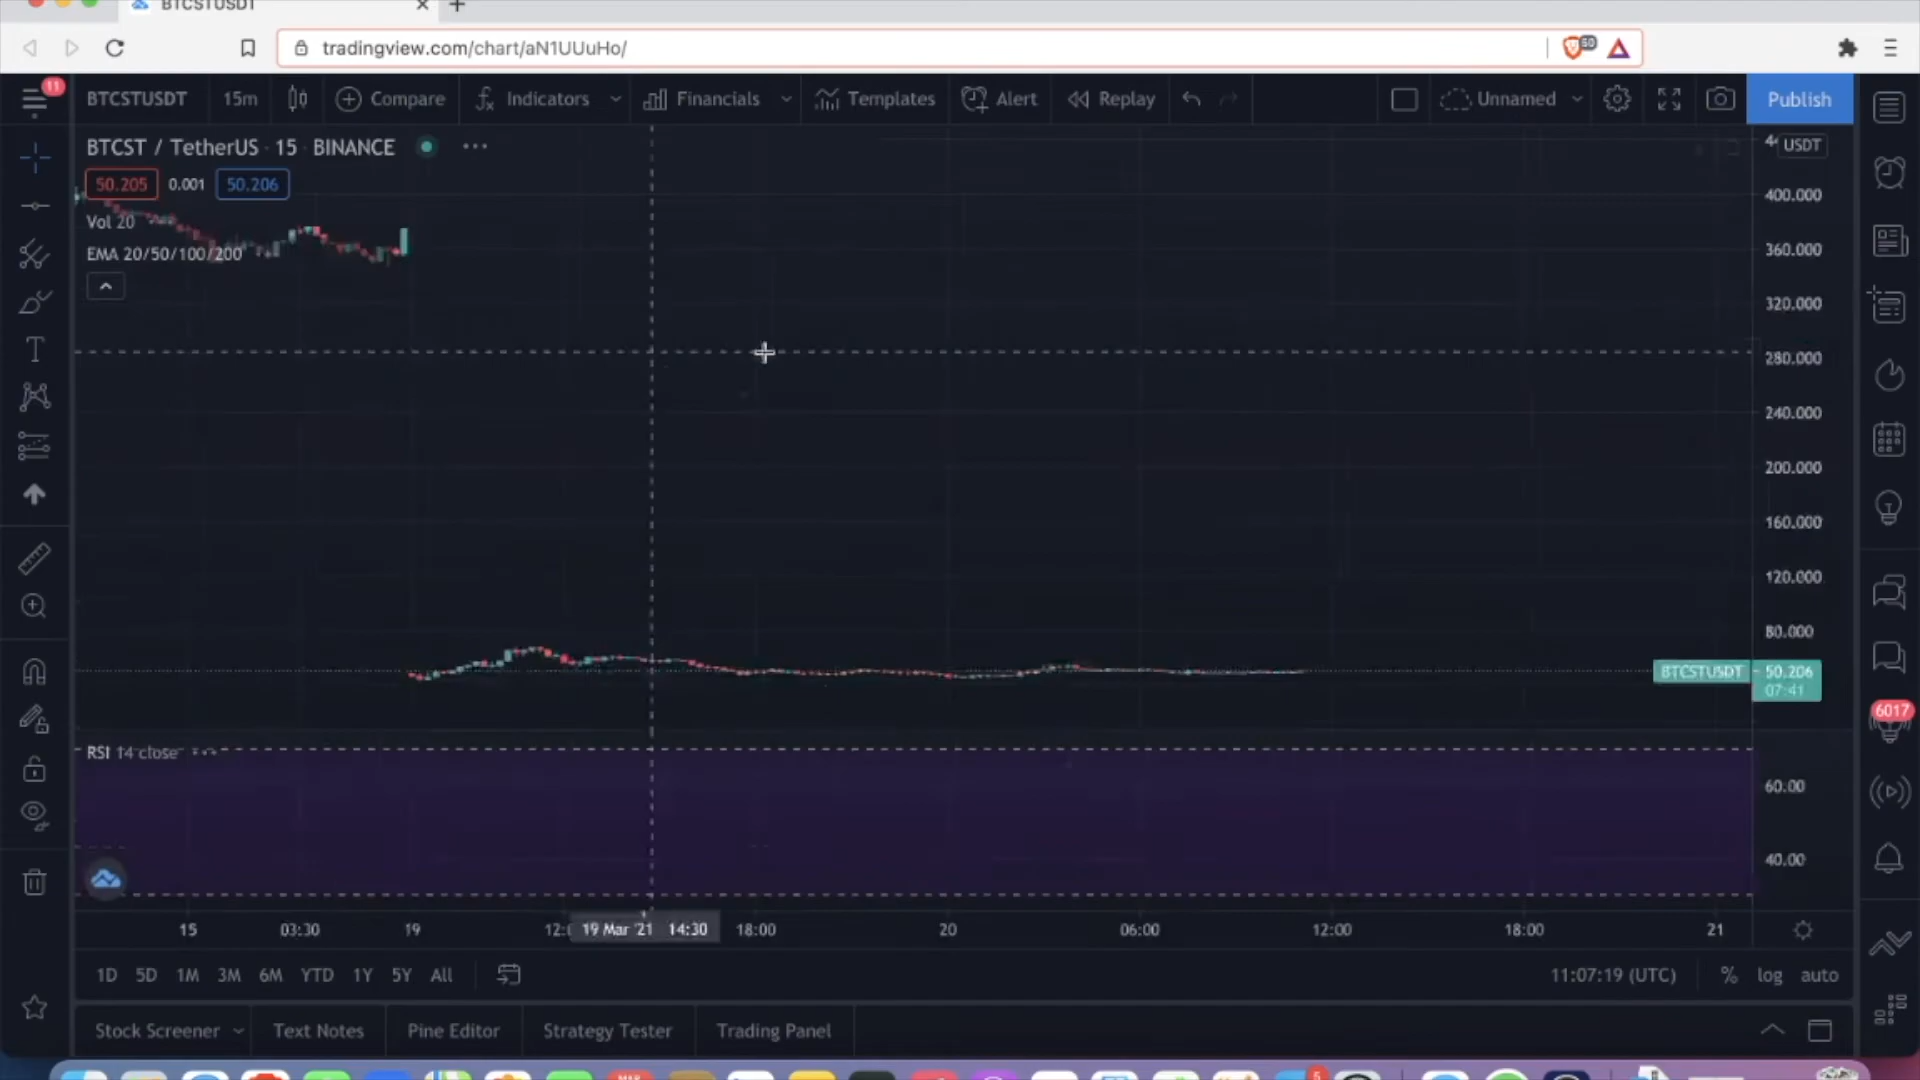 BTCSTUSDT
tradingview.com/chart/aN1UUuHo/
50
11
BTCSTUSDT 15m Compare Indicators Financials Templates Alert Replay Unnamed Publish
BTCST / TetherUS · 15 · BINANCE
USDT
50.205 0.001 50.206
Vol 20
EMA 20/50/100/200
400.000
360.000
320.000
280.000
240.000
200.000
160.000
120.000
80.000
BTCSTUSDT 50.206
07:41
6017
RSI 14 close
60.00
40.00
15 03:30 19 19 Mar '21 14:30 18:00 20 06:00 12:00 18:00 21
1D 5D 1M 3M 6M YTD 1Y 5Y All 11:07:19 (UTC) % log auto
Stock Screener Text Notes Pine Editor Strategy Tester Trading Panel
MAR
5